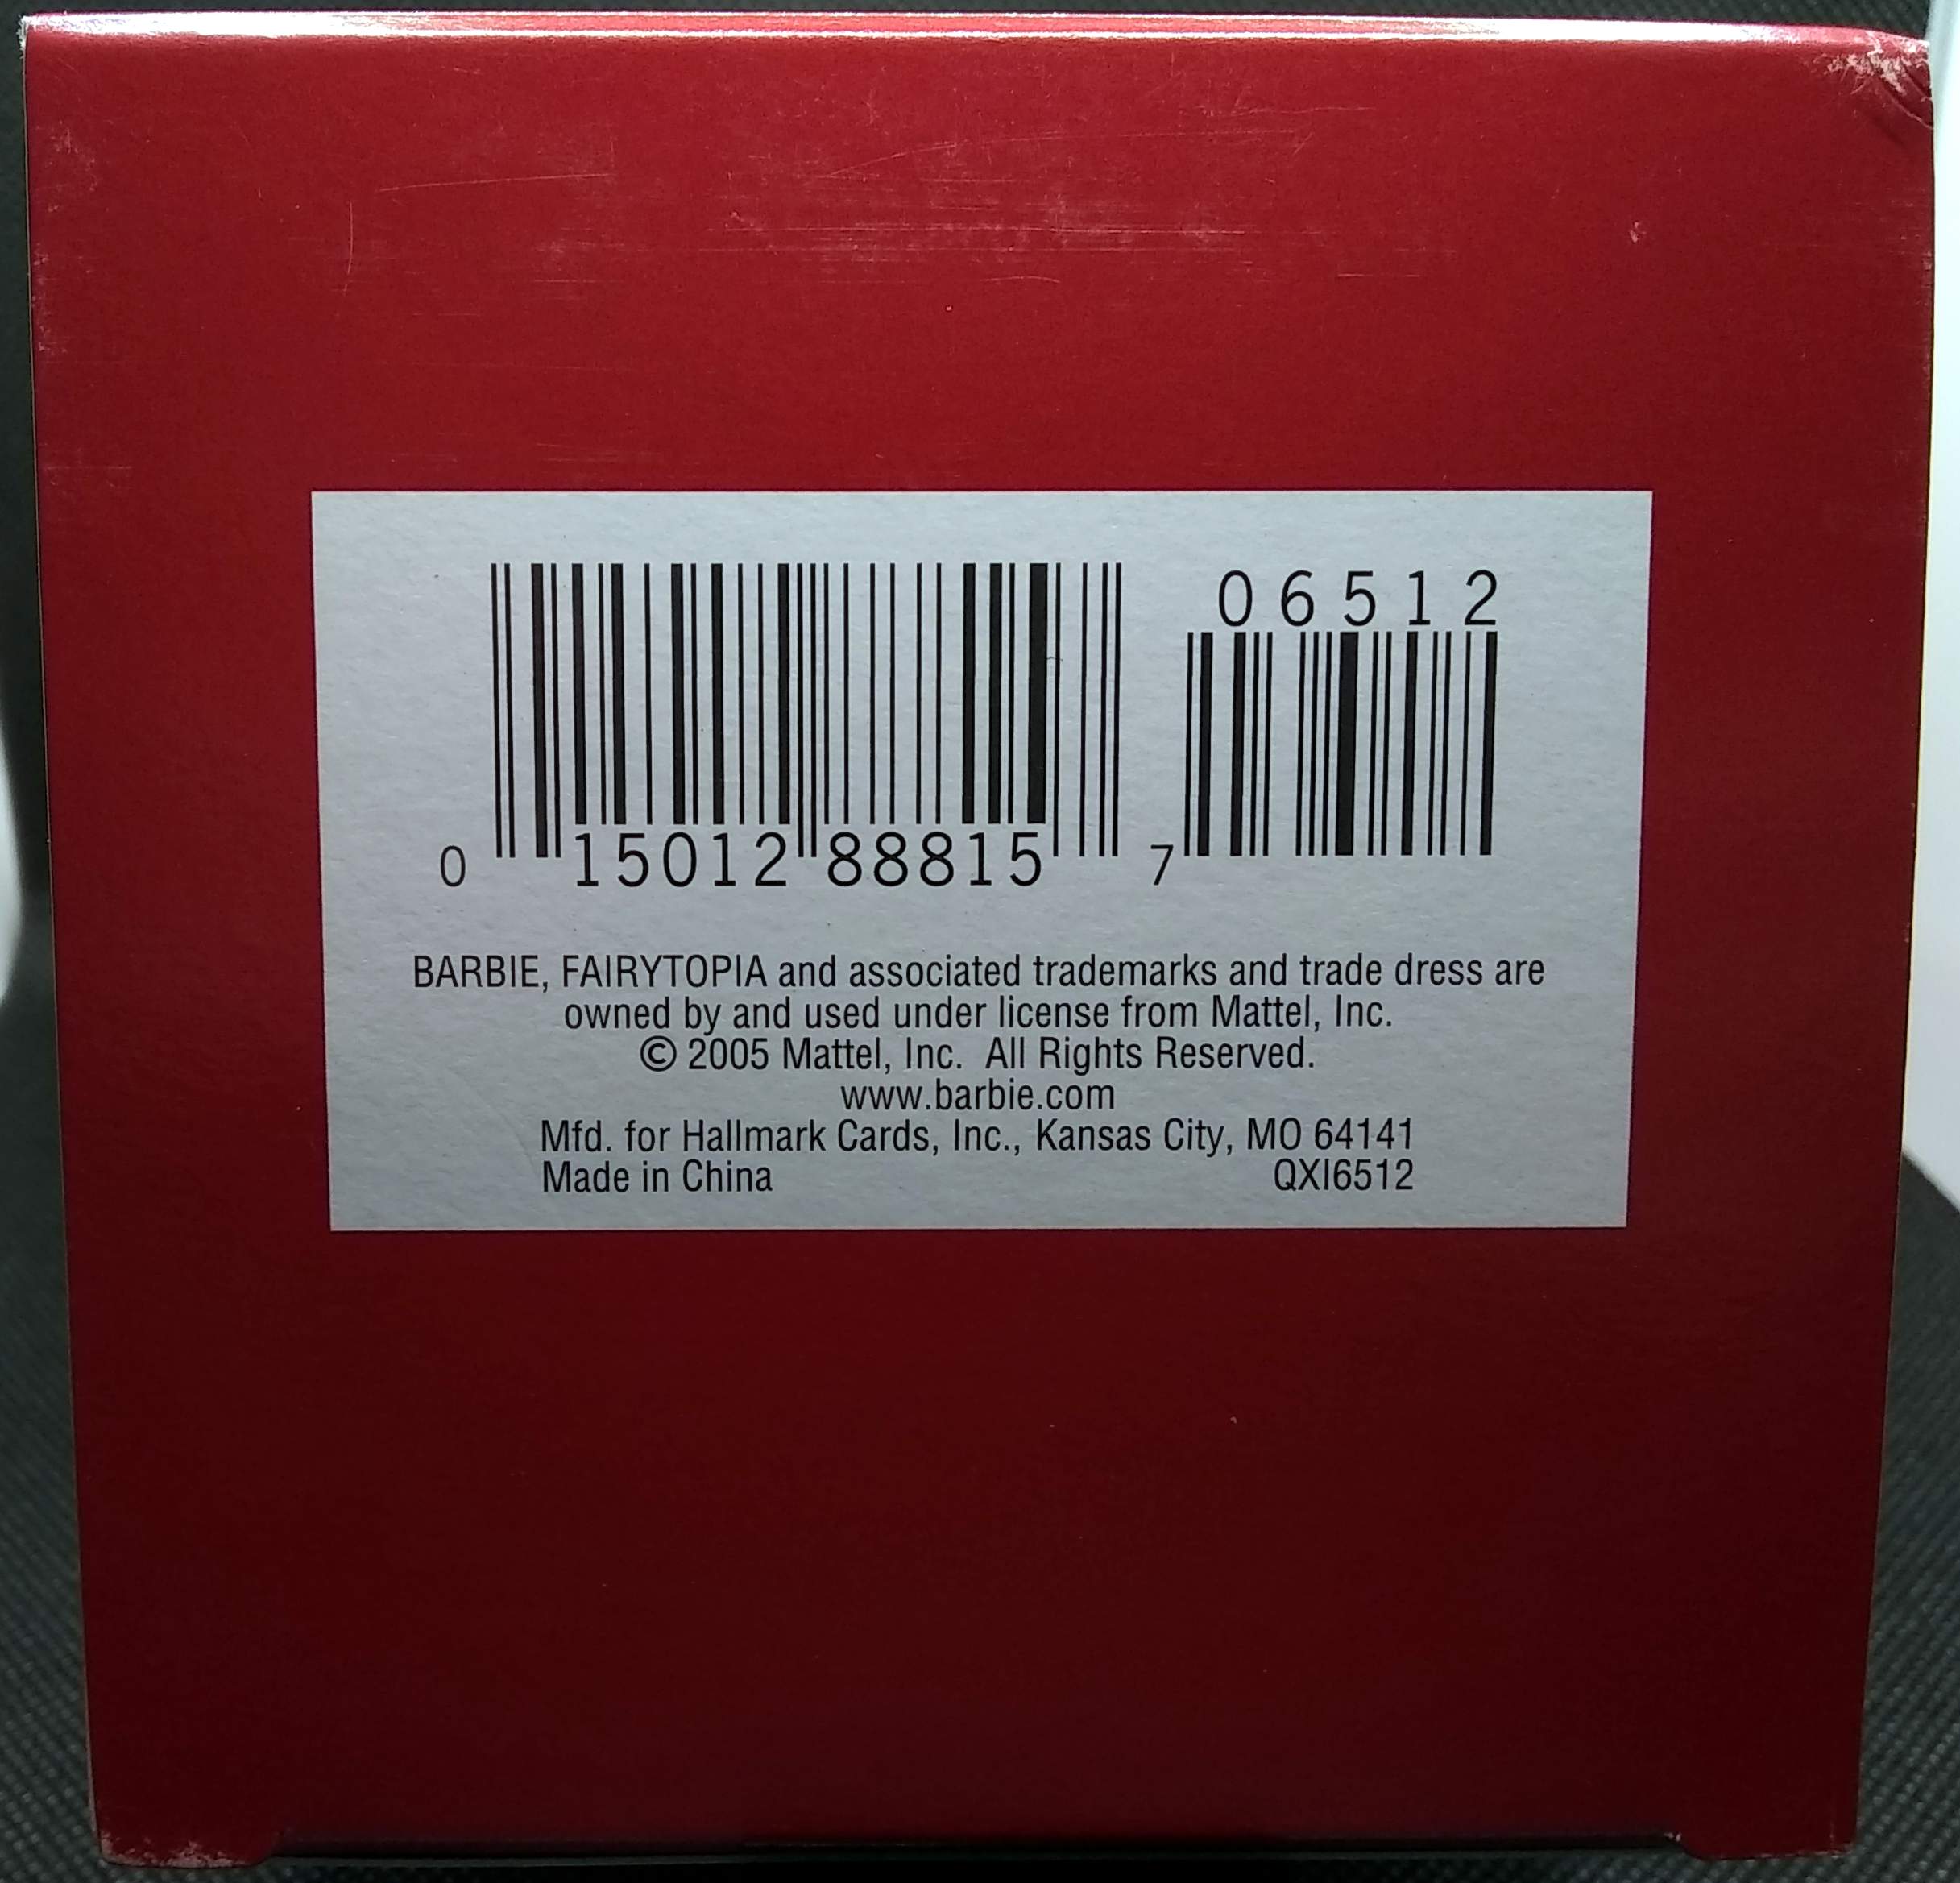 06512
0 15012 88815 7
BARBIE, FAIRYTOPIA and associated trademarks and trade dress are
owned by and used under license from Mattel, Inc.
© 2005 Mattel, Inc. All Rights Reserved.
www.barbie.com
Mfd. for Hallmark Cards, Inc., Kansas City, MO 64141
Made in China QXI6512